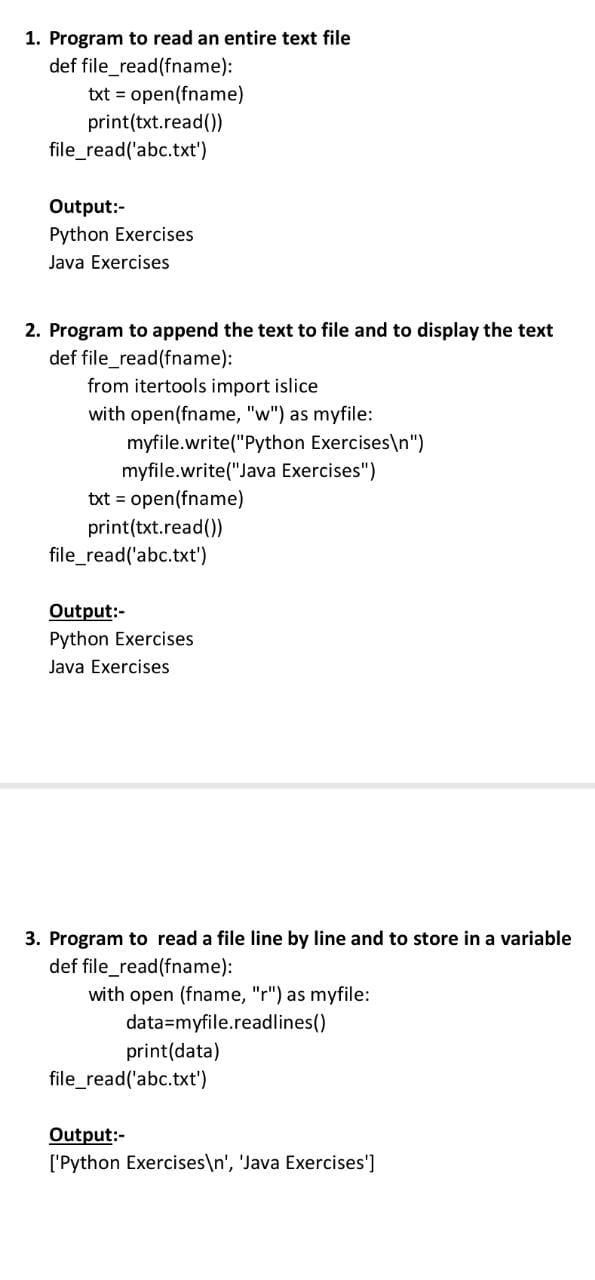 1. Program to read an entire text file
def file_read(fname):
txt = open(fname)
print(txt.read())
file_read('abc.txt')
Output:-
Python Exercises
Java Exercises
2. Program to append the text to file and to display the text
def file_read(fname):
from itertools import islice
with open(fname, "w") as myfile:
myfile.write("Python Exercises\n")
myfile.write("Java Exercises")
txt = open(fname)
print(txt.read())
file_read('abc.txt')
Output:-
Python Exercises
Java Exercises
3. Program to  read a file line by line and to store in a variable
def file_read(fname):
with open (fname, "r") as myfile:
data=myfile.readlines()
print(data)
file_read('abc.txt')
Output:-
['Python Exercises\n', 'Java Exercises']